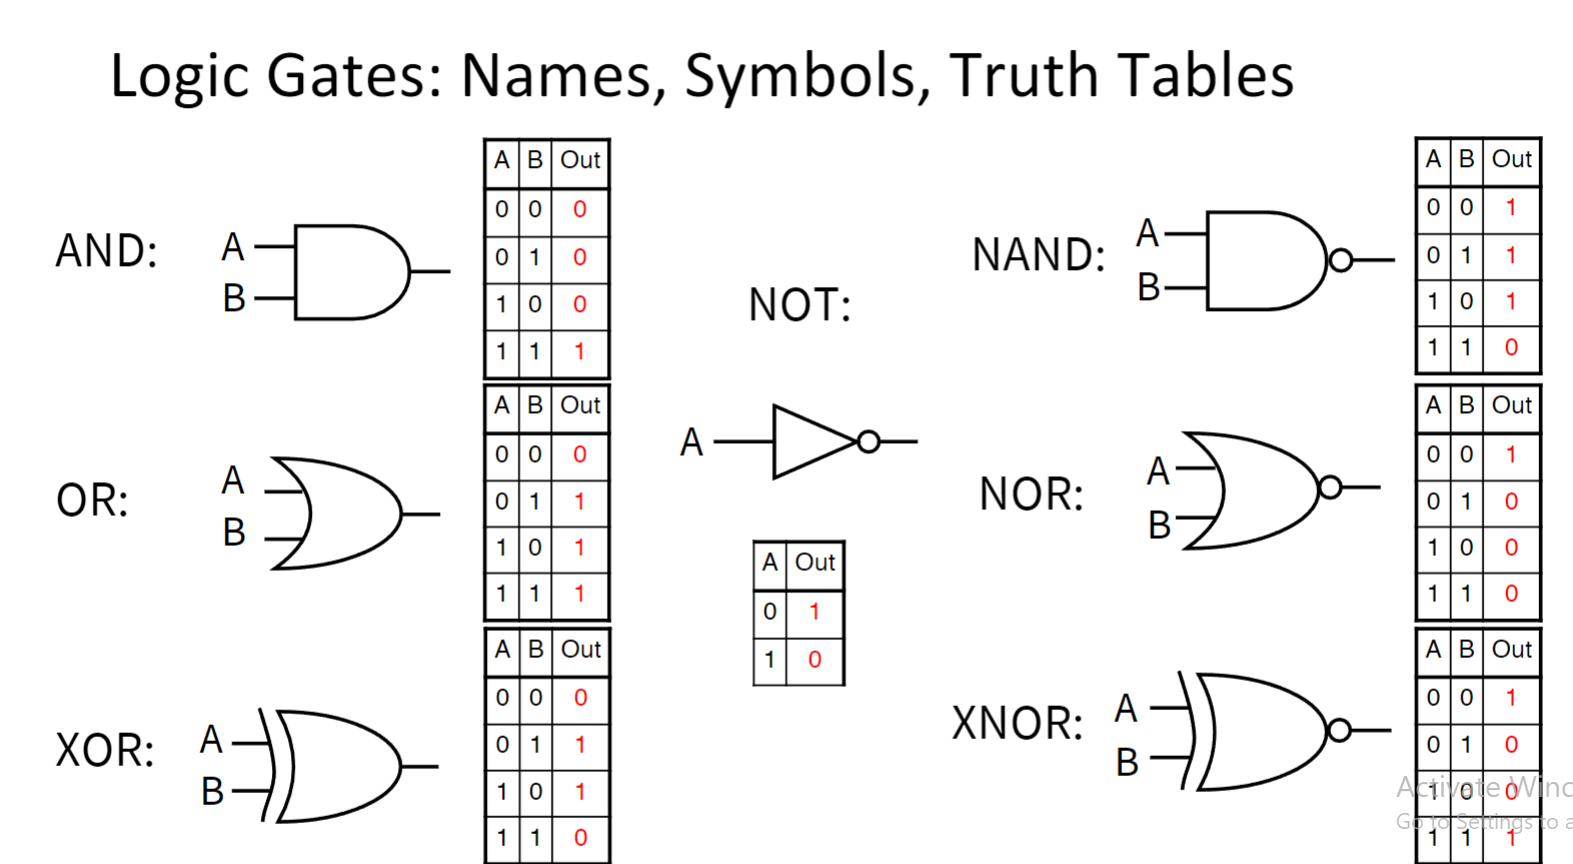 Logic Gates: Names, Symbols, Truth Tables
AND:
A
B
A B Out
0 0 0
0 1 0
1 0 0
1 1 1
OR:
A
B
A B Out
0 0 0
0 1 1
1 0 1
1 1 1
XOR:
A
B
A B Out
0 0 0
0 1 1
1 0 1
1 1 0
NOT:
A
A Out
0 1
1 0
NAND:
A
B
A B Out
0 0 1
0 1 1
1 0 1
1 1 0
NOR:
A
B
A B Out
0 0 1
0 1 0
1 0 0
1 1 0
XNOR:
A
B
A B Out
0 0 1
0 1 0
1 0 0
1 1 1
Activate Winc
Go to Settings to a